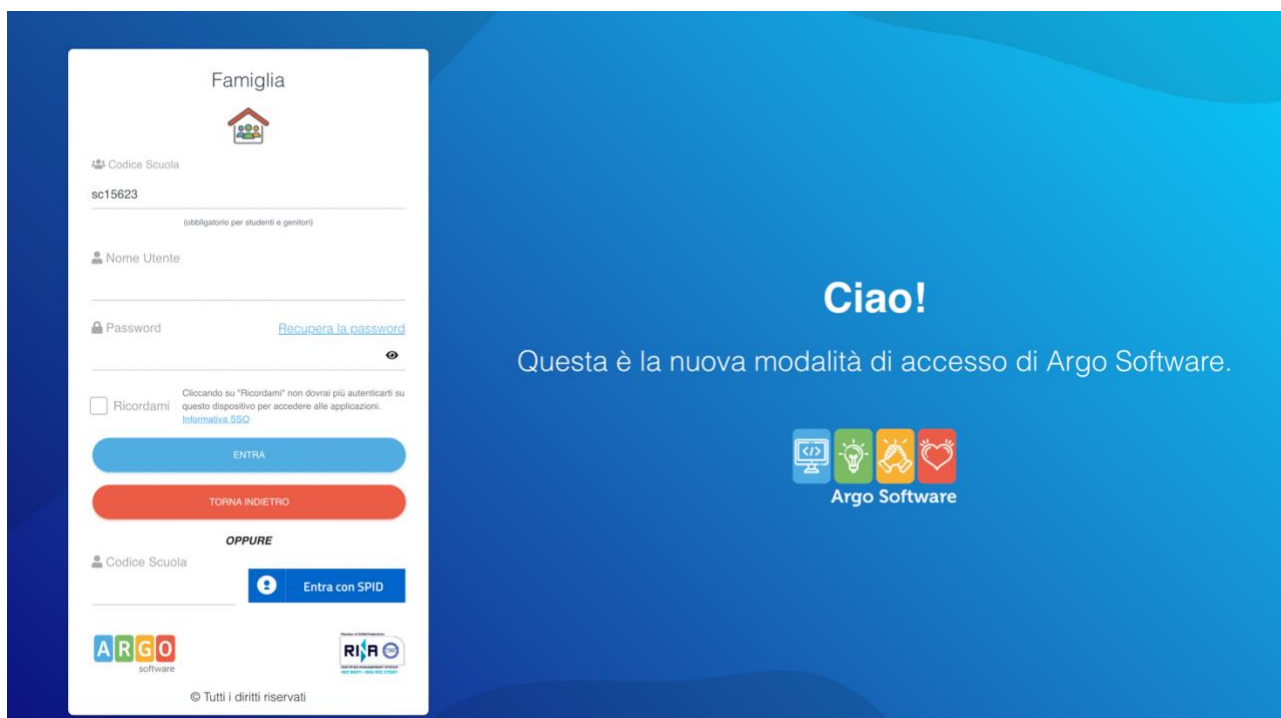 Famiglia
Codice Scuola
sc15623
(obbligatorio per studenti e genitori)
Nome Utente
Password
Recupera la password
Ricordami
Cliccando su "Ricordami" non dovrai più autenticarti su
questo dispositivo per accedere alle applicazioni.
Informativa SSO
ENTRA
TORNA INDIETRO
OPPURE
Codice Scuola
Entra con SPID
ARGO
software
RINA
© Tutti i diritti riservati
Ciao!
Questa è la nuova modalità di accesso di Argo Software.
</>
Argo Software